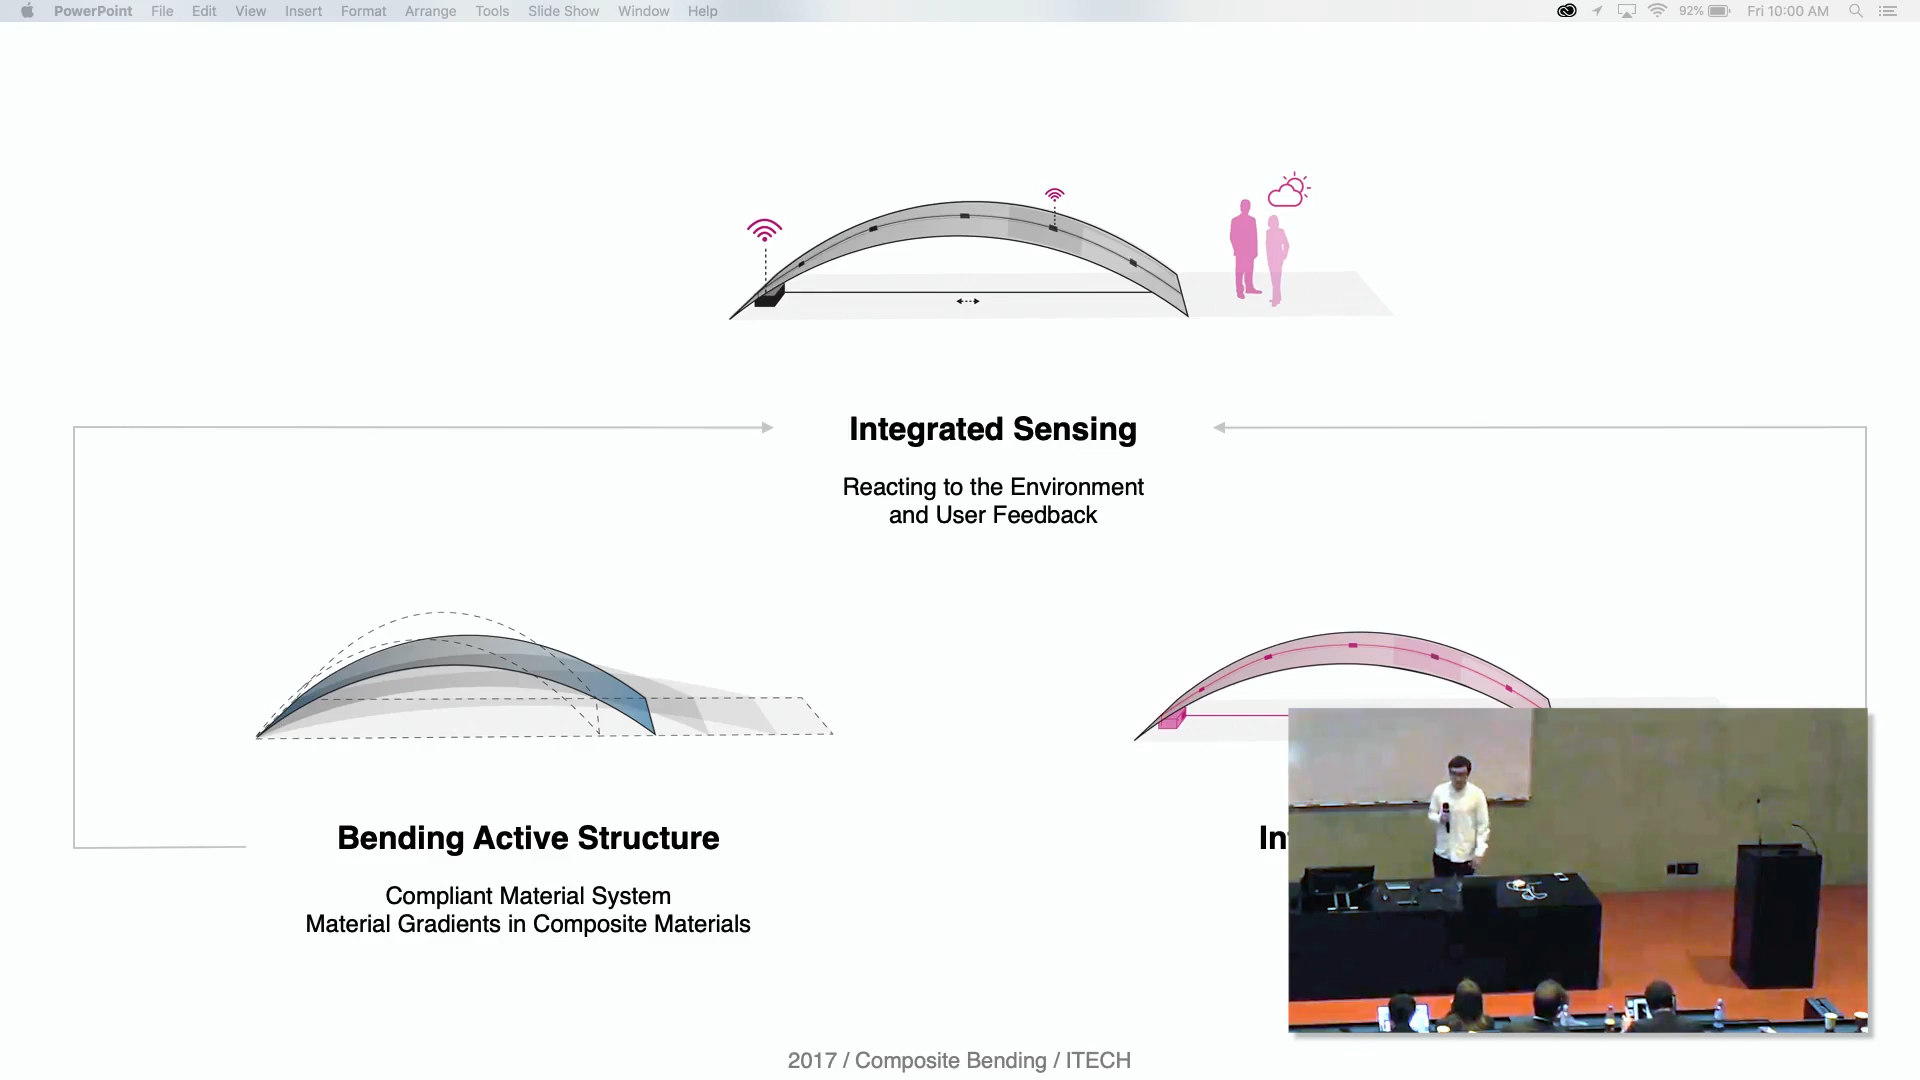 PowerPoint File Edit View Insert Format Arrange Tools Slide Show Window Help 92% Fri 10:00 AM
Integrated Sensing
Reacting to the Environment
and User Feedback
Bending Active Structure
Compliant Material System
Material Gradients in Composite Materials
2017 / Composite Bending / ITECH